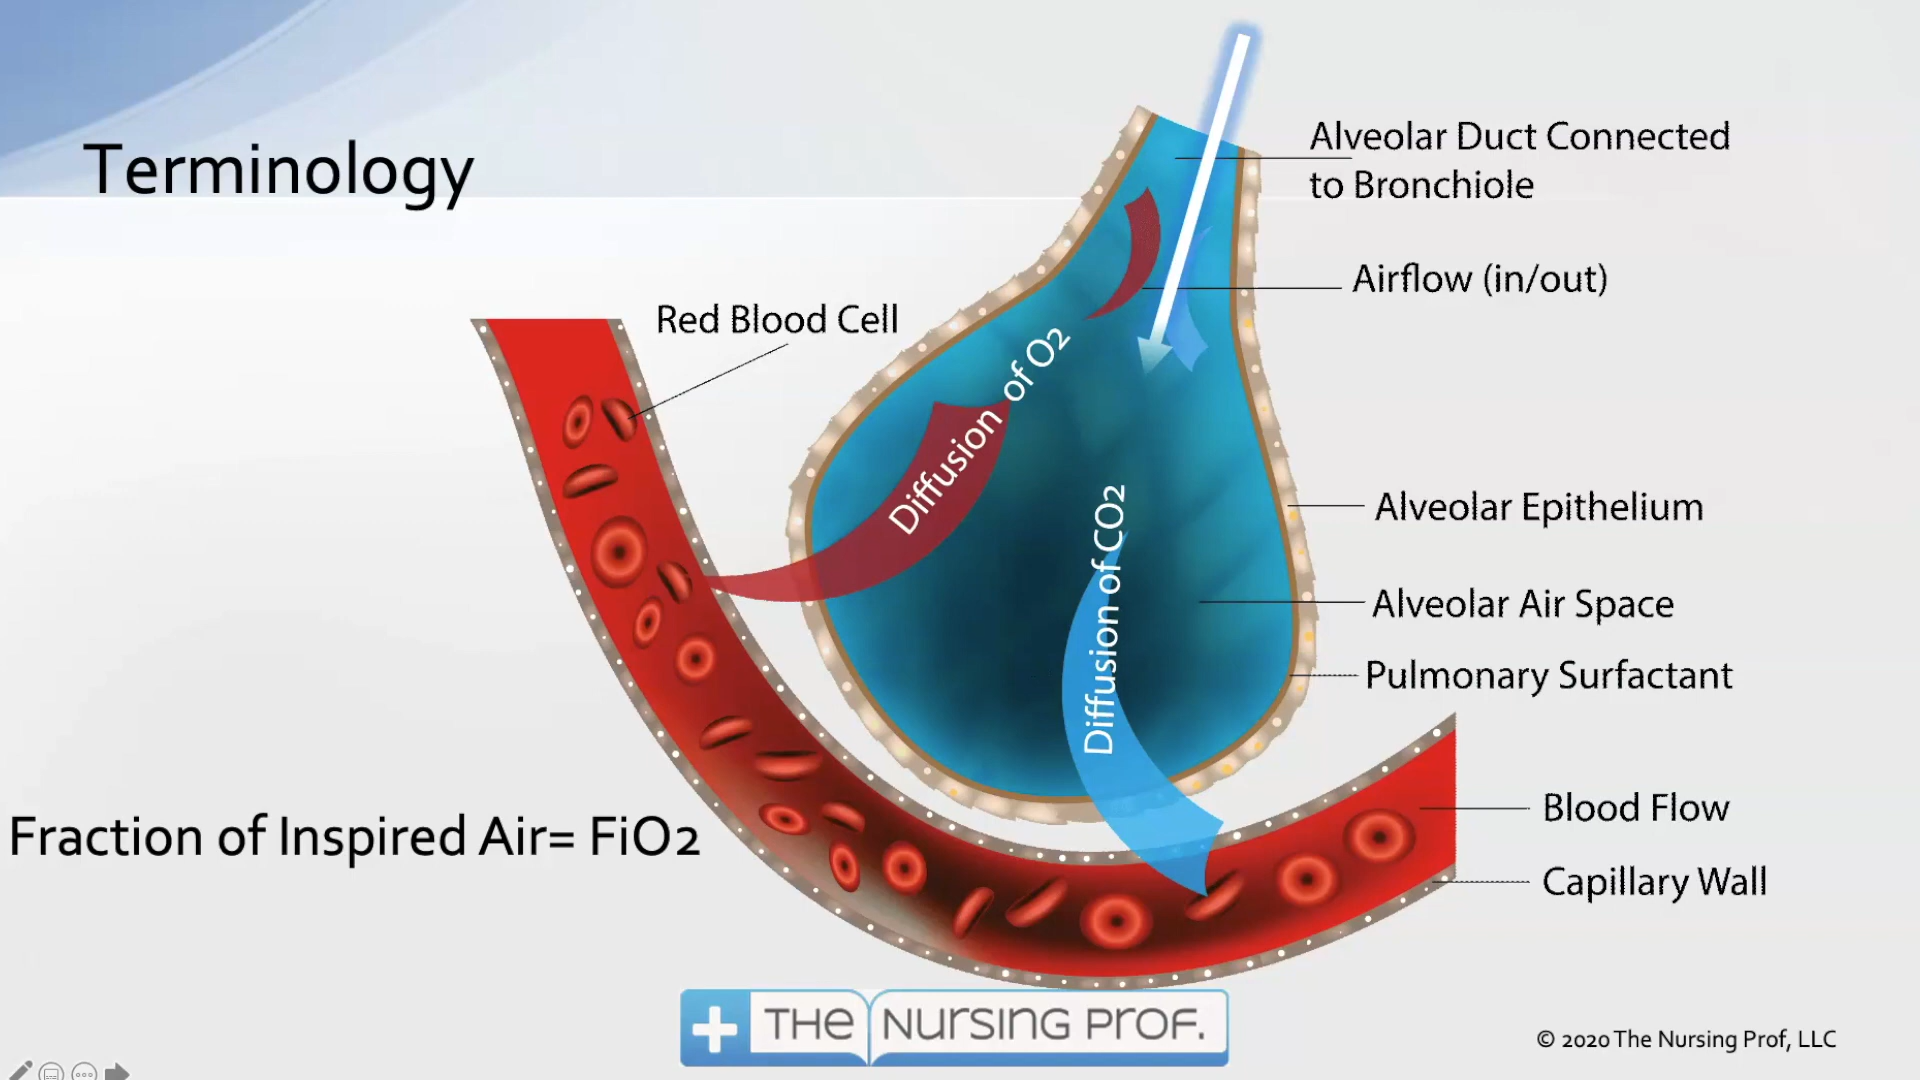 Terminology
Alveolar Duct Connected
to Bronchiole
Airflow (in/out)
Red Blood Cell
Diffusion of O2
Diffusion of CO2
Alveolar Epithelium
Alveolar Air Space
Pulmonary Surfactant
Blood Flow
Capillary Wall
Fraction of Inspired Air= FiO2
THE NURSING PROF.
© 2020 The Nursing Prof, LLC